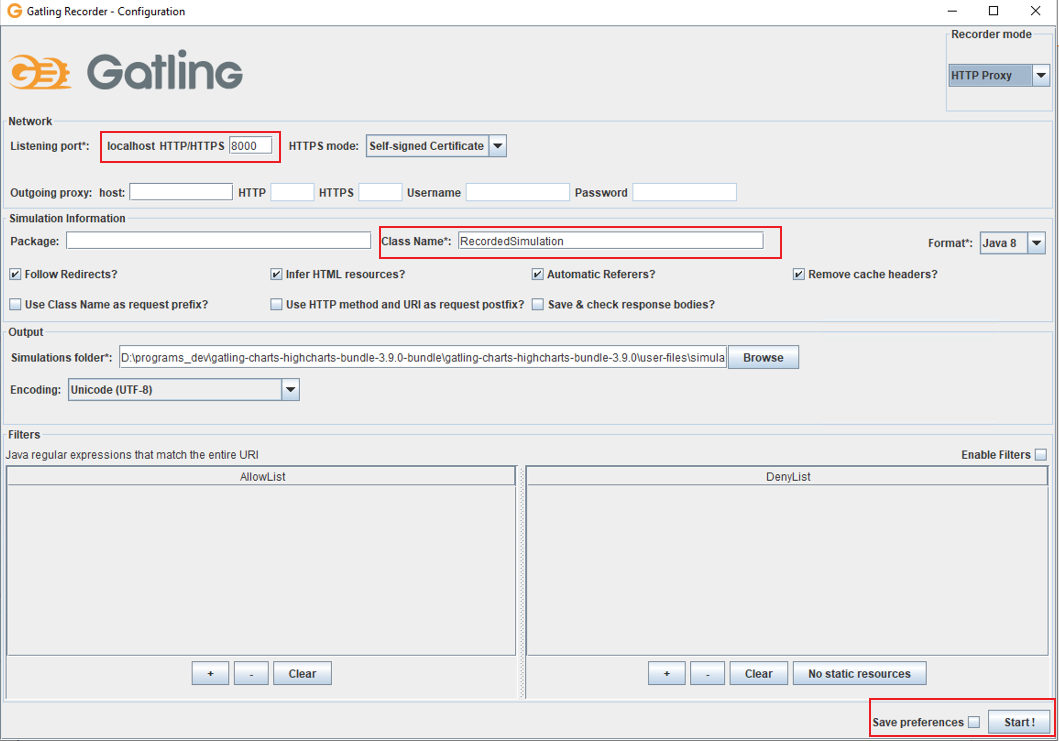 Gatling Recorder - Configuration
Recorder mode
Gatling
HTTP Proxy
Network
Listening port*: localhost HTTP/HTTPS 8000 HTTPS mode: Self-signed Certificate
Outgoing proxy: host: HTTP HTTPS Username Password
Simulation Information
Package: Class Name*: RecordedSimulation Format*: Java 8
Follow Redirects? Infer HTML resources? Automatic Referers? Remove cache headers?
Use Class Name as request prefix? Use HTTP method and URI as request postfix? Save & check response bodies?
Output
Simulations folder*: D:\programs_dev\gatling-charts-highcharts-bundle-3.9.0-bundle\gatling-charts-highcharts-bundle-3.9.0\user-files\simula Browse
Encoding: Unicode (UTF-8)
Filters
Java regular expressions that match the entire URI Enable Filters
AllowList DenyList
+ - Clear + - Clear No static resources
Save preferences Start !